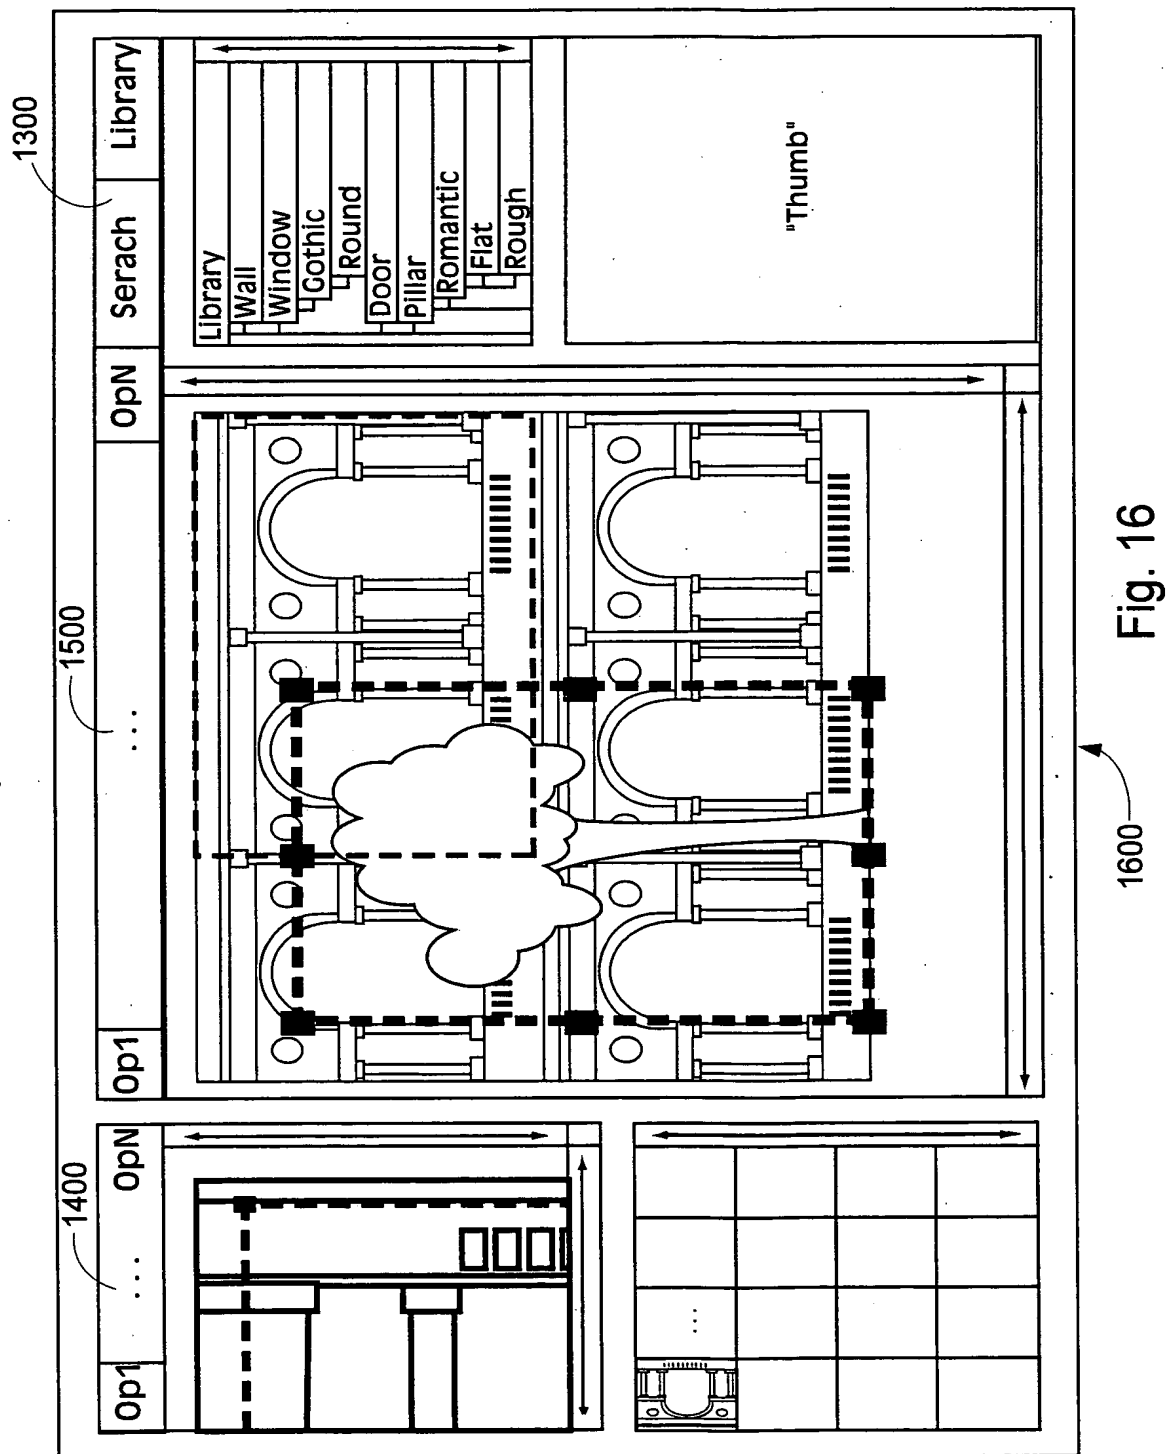 1400
1500
1300
Op1 ... OpN
Op1 ... OpN Serach Library
Library
Wall
Window
Gothic
Round
Door
Pillar
Romantic
Flat
Rough
"Thumb"
...
1600
Fig. 16